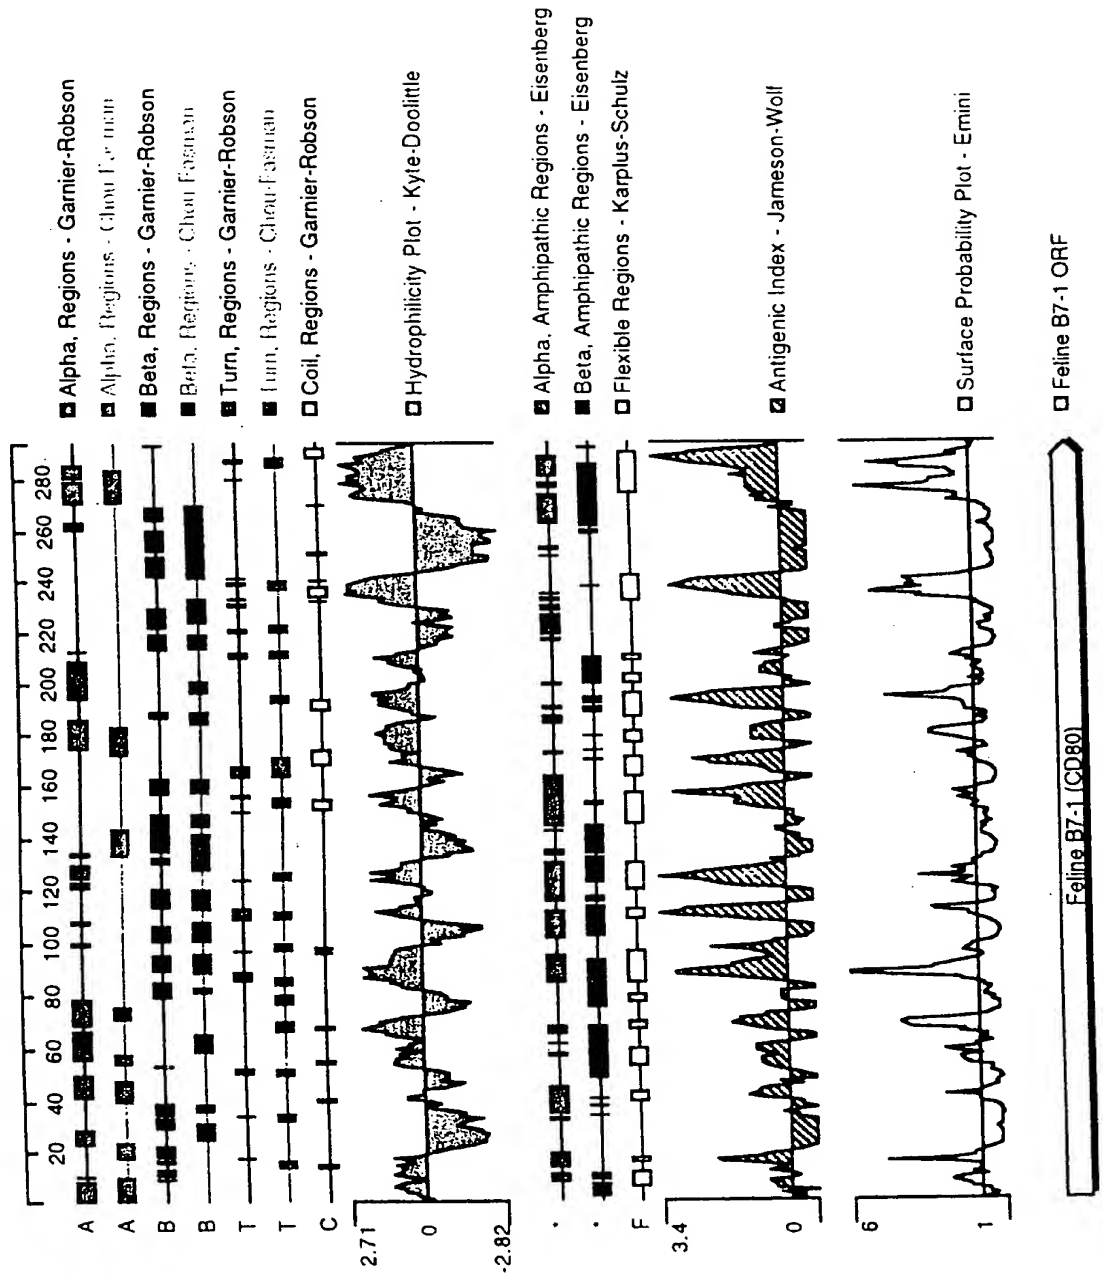 20 40 60 80 100 120 140 160 180 200 220 240 260 280
A Alpha, Regions - Garnier-Robson
A Alpha, Regions - Chou-Fasman
B Beta, Regions - Garnier-Robson
B Beta, Regions - Chou-Fasman
T Turn, Regions - Garnier-Robson
T Turn, Regions - Chou-Fasman
C Coil, Regions - Garnier-Robson
2.71
0
-2.82
Hydrophilicity Plot - Kyte-Doolittle
* Alpha, Amphipathic Regions - Eisenberg
* Beta, Amphipathic Regions - Eisenberg
F Flexible Regions - Karplus-Schulz
3.4
0
Antigenic Index - Jameson-Wolf
6
1
Surface Probability Plot - Emini
Feline B7-1 (CD80)
Feline B7-1 ORF